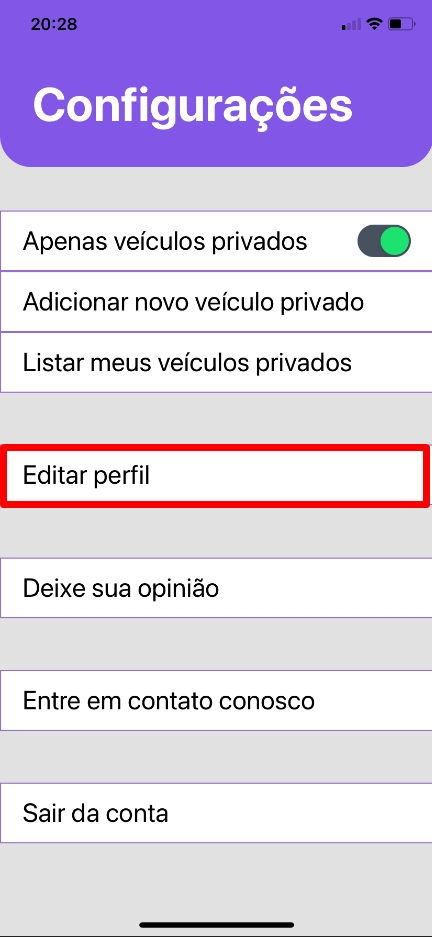 20:28
Configurações
Apenas veículos privados
Adicionar novo veículo privado
Listar meus veículos privados
Editar perfil
Deixe sua opinião
Entre em contato conosco
Sair da conta